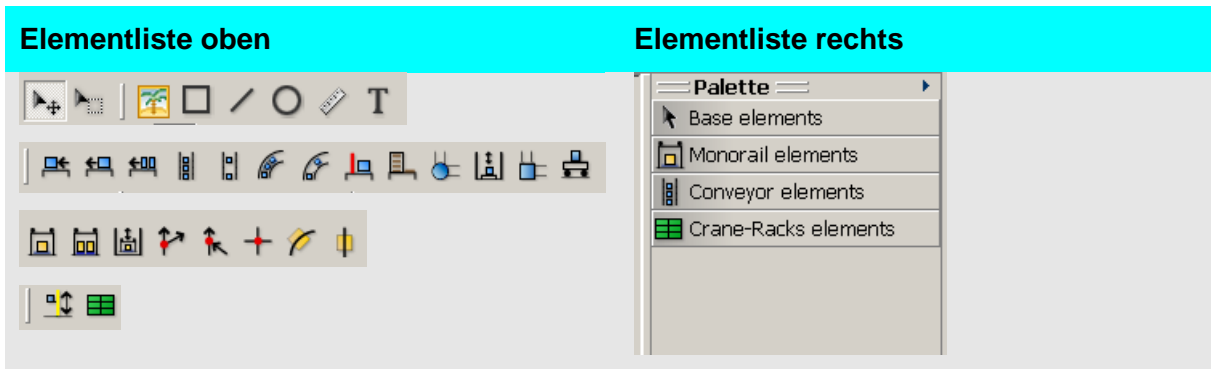 Elementliste oben
Elementliste rechts
T
Palette
Base elements
Monorail elements
Conveyor elements
Crane-Racks elements